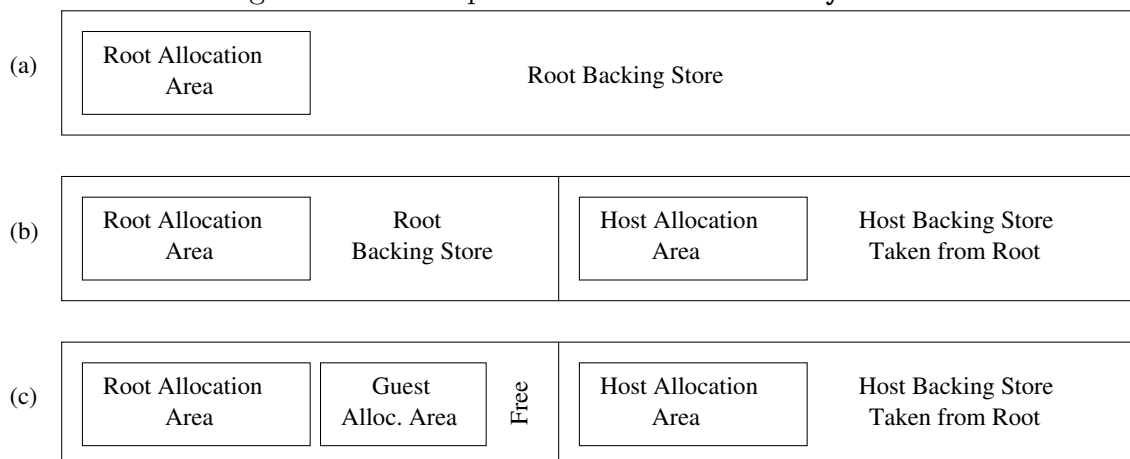 (a)
Root Allocation
Area
Root Backing Store
(b)
Root Allocation
Area
Root
Backing Store
Host Allocation
Area
Host Backing Store
Taken from Root
(c)
Root Allocation
Area
Guest
Alloc. Area
Free
Host Allocation
Area
Host Backing Store
Taken from Root